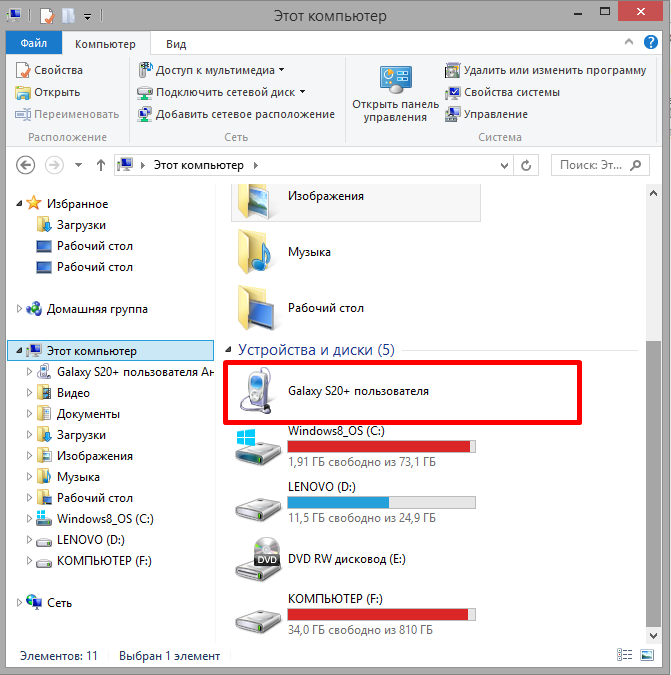 Этот компьютер
Файл
Компьютер
Вид
Свойства
Открыть
Переименовать
Расположение
Доступ к мультимедиа
Подключить сетевой диск
Добавить сетевое расположение
Сеть
Открыть панель
управления
Удалить или изменить программу
Свойства системы
Управление
Система
Этот компьютер
Поиск: Эт...
Избранное
Загрузки
Рабочий стол
Рабочий стол
Домашняя группа
Этот компьютер
Galaxy S20+ пользователя Ан
Видео
Документы
Загрузки
Изображения
Музыка
Рабочий стол
Windows8_OS (C:)
LENOVO (D:)
КОМПЬЮТЕР (F:)
Сеть
Изображения
Музыка
Рабочий стол
Устройства и диски (5)
Galaxy S20+ пользователя
Windows8_OS (C:)
1,91 ГБ свободно из 73,1 ГБ
LENOVO (D:)
11,5 ГБ свободно из 24,9 ГБ
DVD
DVD RW дисковод (E:)
КОМПЬЮТЕР (F:)
34,0 ГБ свободно из 810 ГБ
Элементов: 11
Выбран 1 элемент